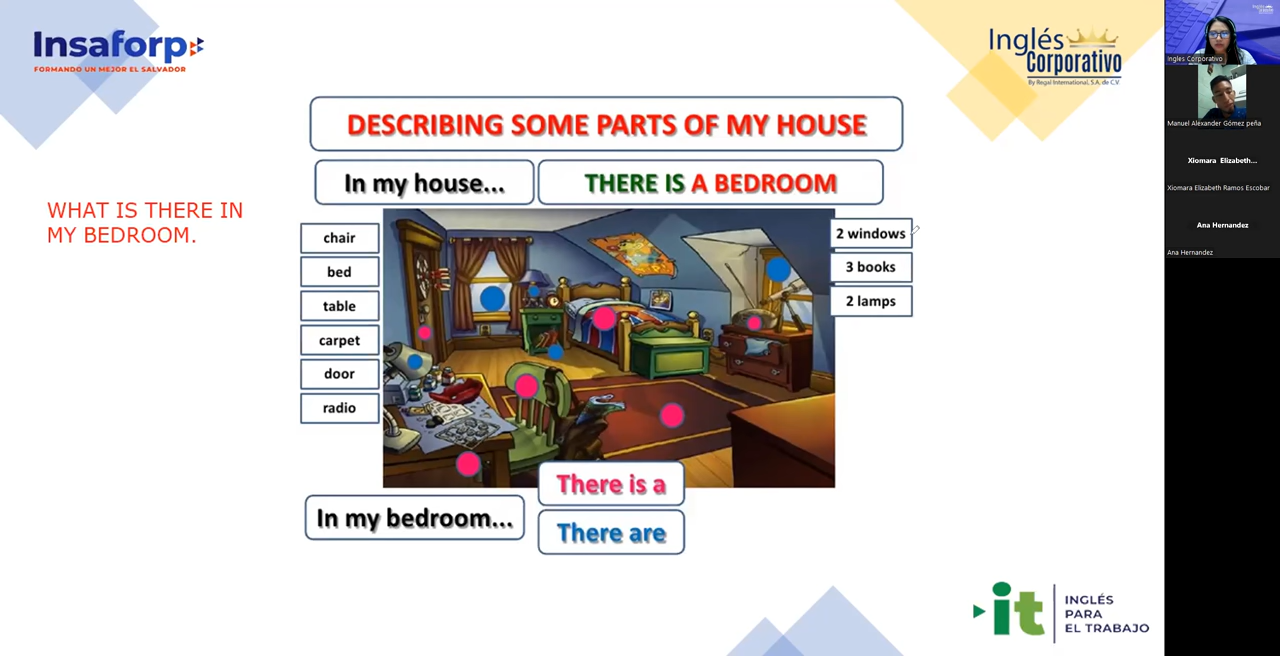 Insaforp
FORMANDO UN MEJOR EL SALVADOR
Inglés
Corporativo
By Regal International, S.A. de C.V.
DESCRIBING SOME PARTS OF MY HOUSE
In my house...
THERE IS A BEDROOM
WHAT IS THERE IN
MY BEDROOM.
chair
bed
table
carpet
door
radio
2 windows
3 books
2 lamps
There is a
In my bedroom...
There are
it
INGLÉS
PARA
EL TRABAJO
Ingles Corporativo
Manuel Alexander Gómez peña
Xiomara Elizabeth...
Xiomara Elizabeth Ramos Escobar
Ana Hernandez
Ana Hernandez